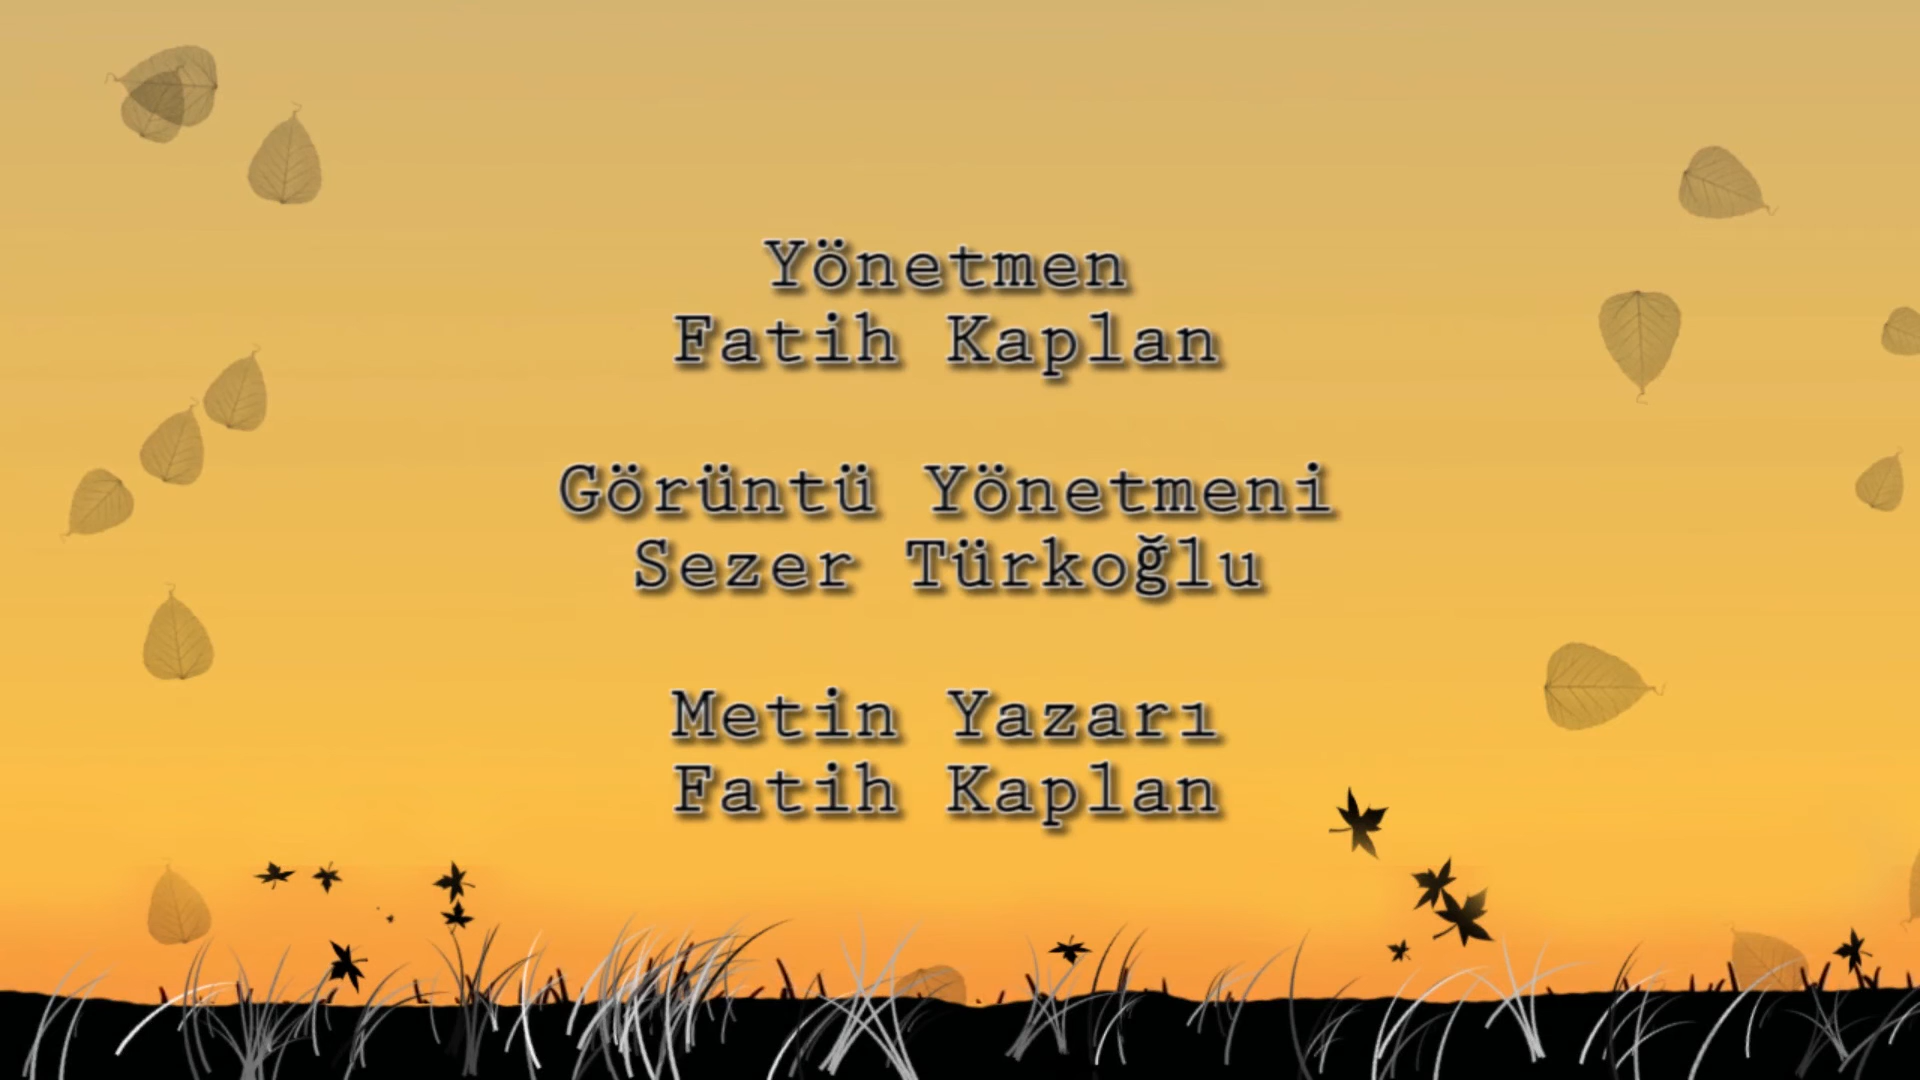 Yönetmen
Fatih Kaplan
Görüntü Yönetmeni
Sezer Türkoğlu
Metin Yazarı
Fatih Kaplan